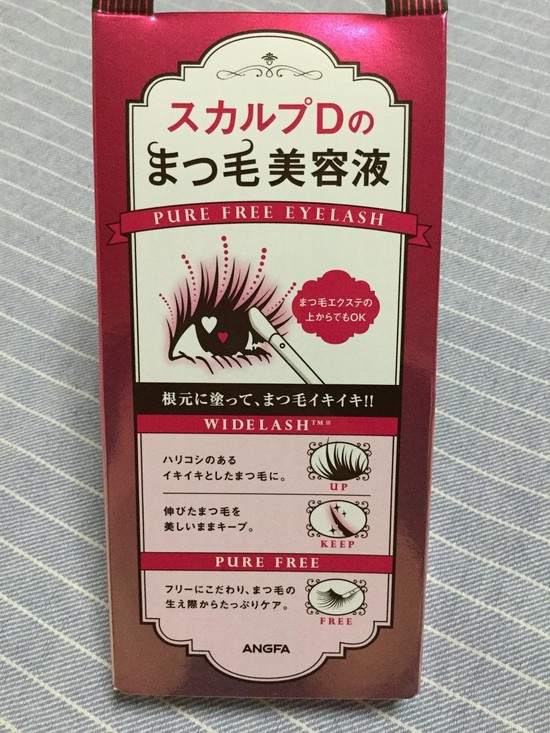 スカルプDの
まつ毛美容液
PURE FREE EYELASH
まつ毛エクステの
上からでもOK
根元に塗って、まつ毛イキイキ!!
WIDELASH™※
ハリコシのある
イキイキとしたまつ毛に。
UP
伸びたまつ毛を
美しいままキープ。
KEEP
PURE FREE
フリーにこだわり、まつ毛の
生え際からたっぷりケア。
FREE
ANGFA